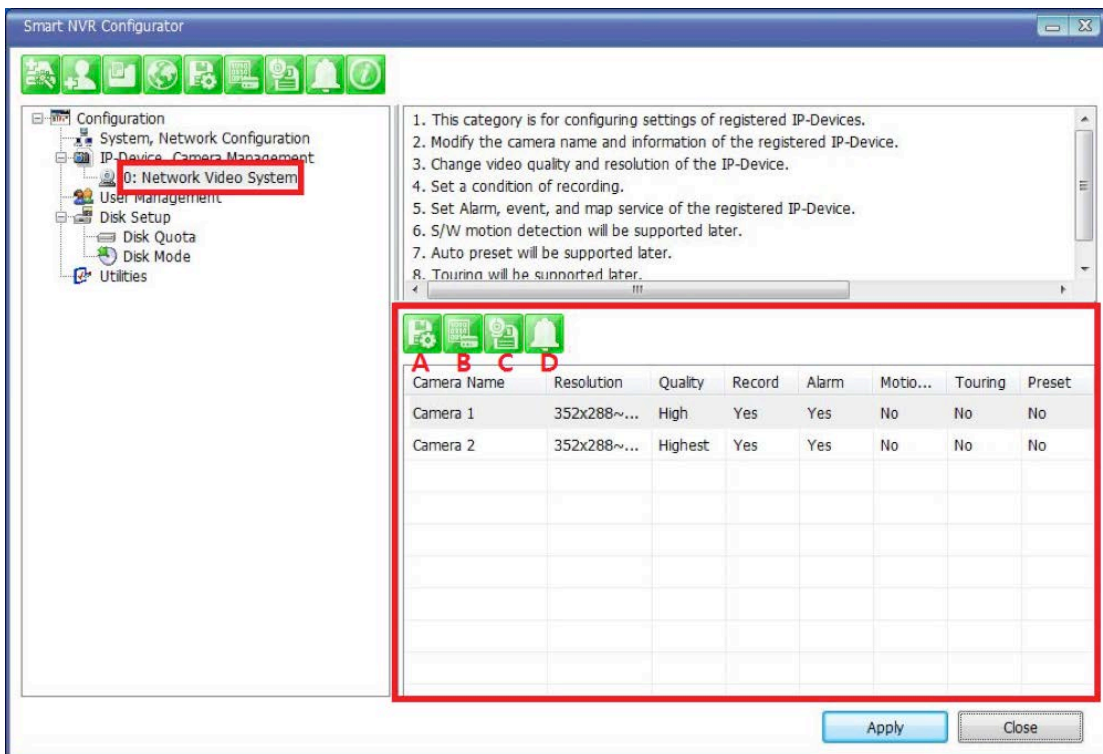 Smart NVR Configurator
Configuration
System, Network Configuration
IP-Device, Camera Management
0: Network Video System
User Management
Disk Setup
Disk Quota
Disk Mode
Utilities
1. This category is for configuring settings of registered IP-Devices.
2. Modify the camera name and information of the registered IP-Device.
3. Change video quality and resolution of the IP-Device.
4. Set a condition of recording.
5. Set Alarm, event, and map service of the registered IP-Device.
6. S/W motion detection will be supported later.
7. Auto preset will be supported later.
8. Touring will be supported later.
A B C D
Camera Name Resolution Quality Record Alarm Motio... Touring Preset
Camera 1 352x288~... High Yes Yes No No No
Camera 2 352x288~... Highest Yes Yes No No No
Apply Close